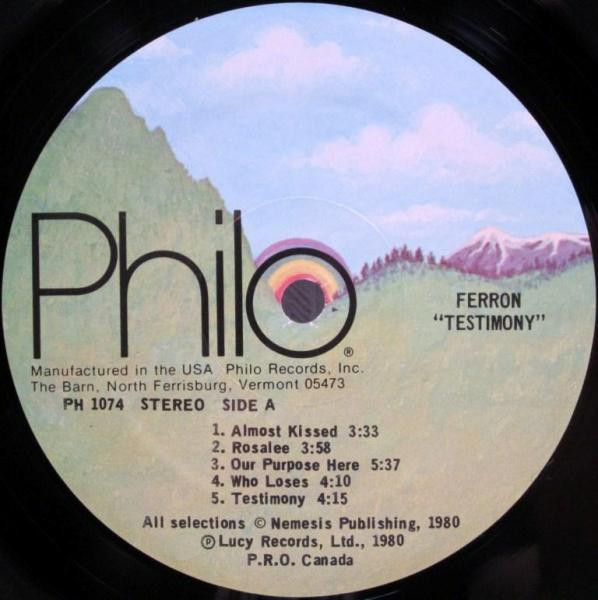 Philo®
FERRON
"TESTIMONY"
Manufactured in the USA Philo Records, Inc.
The Barn, North Ferrisburg, Vermont 05473
PH 1074 STEREO SIDE A
1. Almost Kissed 3:33
2. Rosalee 3:58
3. Our Purpose Here 5:37
4. Who Loses 4:10
5. Testimony 4:15
All selections © Nemesis Publishing, 1980
℗ Lucy Records, Ltd., 1980
P.R.O. Canada